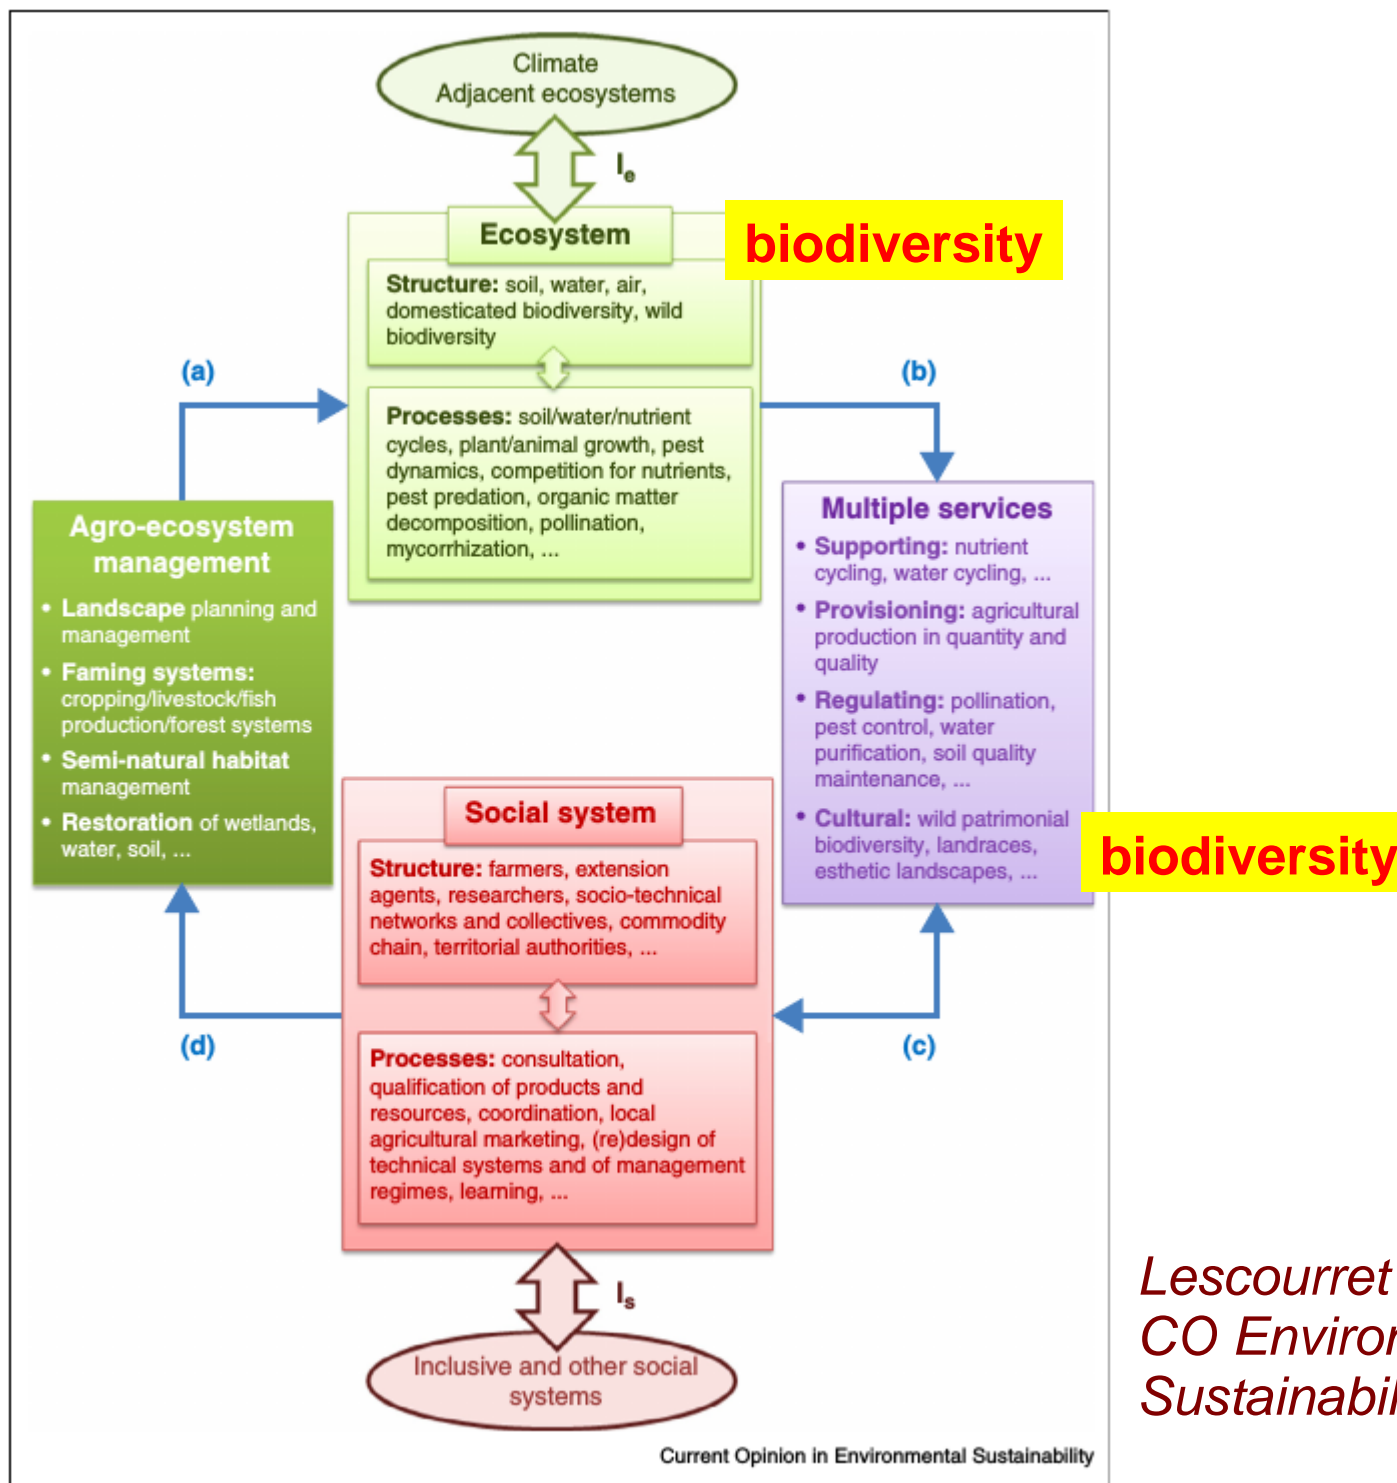 Climate
Adjacent ecosystems
Ie
Ecosystem
biodiversity
Structure: soil, water, air,
domesticated biodiversity, wild
biodiversity
(a)
(b)
Processes: soil/water/nutrient
cycles, plant/animal growth, pest
dynamics, competition for nutrients,
pest predation, organic matter
decomposition, pollination,
mycorrhization, ...
Agro-ecosystem
management
• Landscape planning and
management
• Faming systems:
cropping/livestock/fish
production/forest systems
• Semi-natural habitat
management
• Restoration of wetlands,
water, soil, ...
Multiple services
• Supporting: nutrient
cycling, water cycling, ...
• Provisioning: agricultural
production in quantity and
quality
• Regulating: pollination,
pest control, water
purification, soil quality
maintenance, ...
• Cultural: wild patrimonial
biodiversity, landraces,
esthetic landscapes, ...
biodiversity
Social system
Structure: farmers, extension
agents, researchers, socio-technical
networks and collectives, commodity
chain, territorial authorities, ...
(d)
(c)
Processes: consultation,
qualification of products and
resources, coordination, local
agricultural marketing, (re)design of
technical systems and of management
regimes, learning, ...
Is
Inclusive and other social
systems
Lescourret
CO Environ
Sustainabil
Current Opinion in Environmental Sustainability